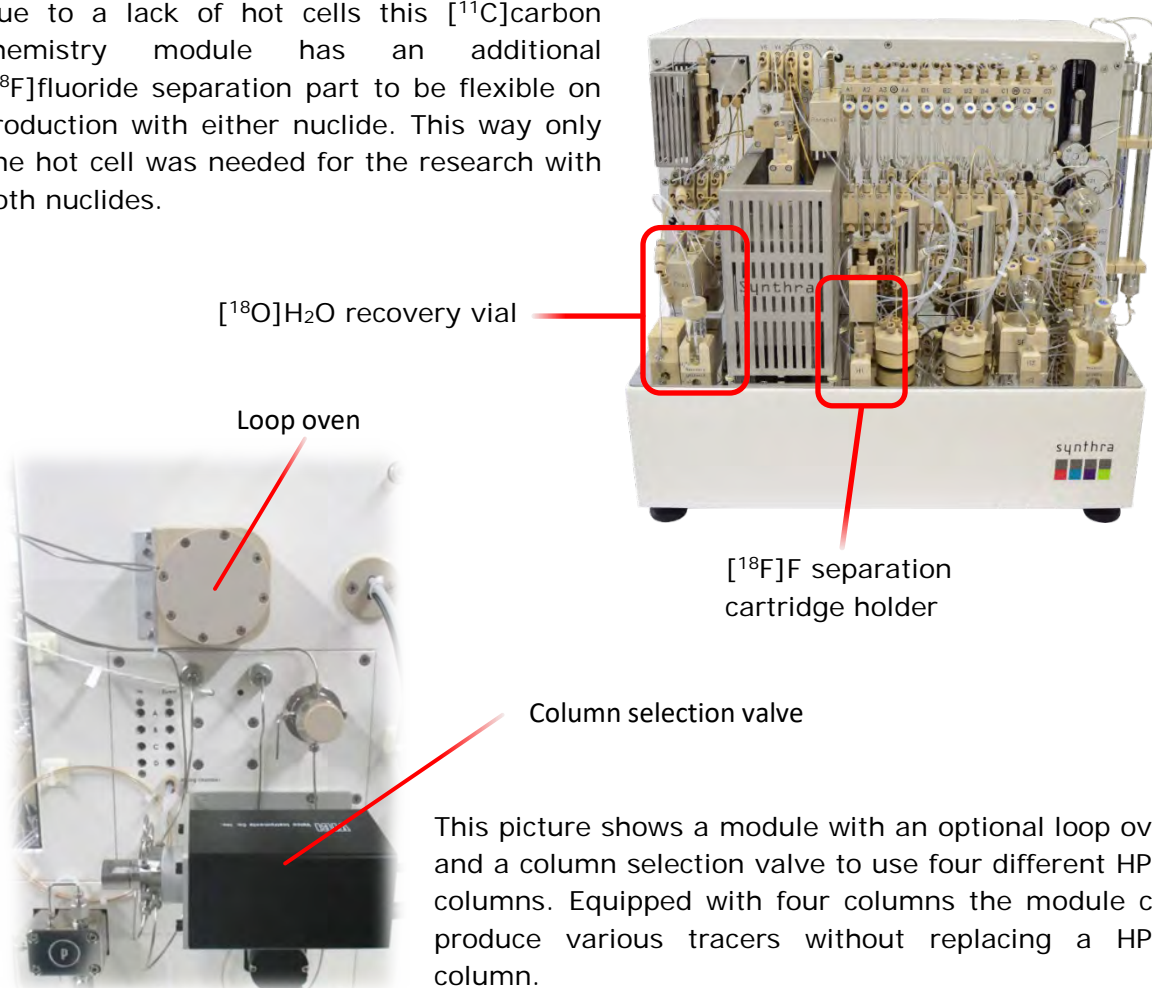 ue to a lack of hot cells this [¹¹C]carbon
hemistry module has an additional
⁸F]fluoride separation part to be flexible on
roduction with either nuclide. This way only
ne hot cell was needed for the research with
oth nuclides.
[¹⁸O]H₂O recovery vial
Synthra
synthra
Loop oven
[¹⁸F]F separation
cartridge holder
Column selection valve
This picture shows a module with an optional loop ov
and a column selection valve to use four different HP
columns. Equipped with four columns the module c
produce various tracers without replacing a HP
column.